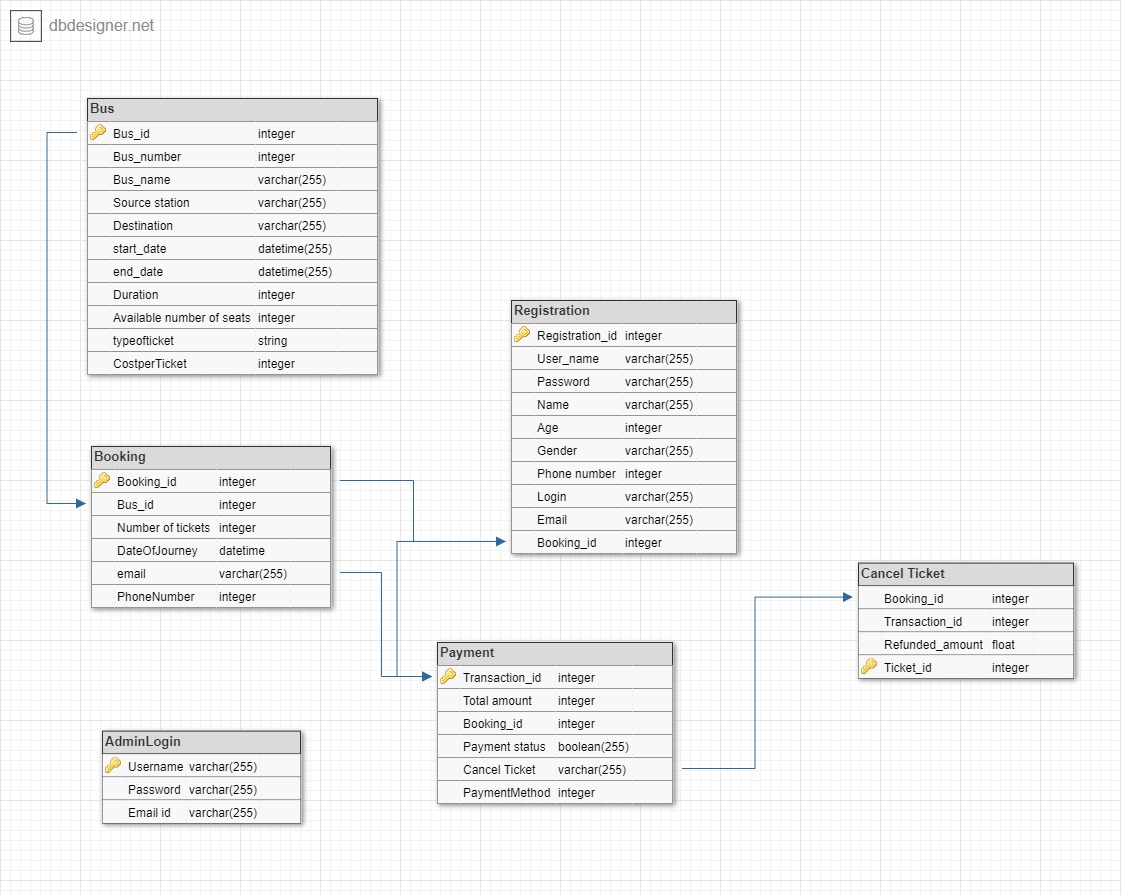 dbdesigner.net
Bus
Bus_id integer
Bus_number integer
Bus_name varchar(255)
Source station varchar(255)
Destination varchar(255)
start_date datetime(255)
end_date datetime(255)
Duration integer
Available number of seats integer
typeofticket string
CostperTicket integer
Registration
Registration_id integer
User_name varchar(255)
Password varchar(255)
Name varchar(255)
Age integer
Gender varchar(255)
Phone number integer
Login varchar(255)
Email varchar(255)
Booking_id integer
Booking
Booking_id integer
Bus_id integer
Number of tickets integer
DateOfJourney datetime
email varchar(255)
PhoneNumber integer
Cancel Ticket
Booking_id integer
Transaction_id integer
Refunded_amount float
Ticket_id integer
Payment
Transaction_id integer
Total amount integer
Booking_id integer
Payment status boolean(255)
Cancel Ticket varchar(255)
PaymentMethod integer
AdminLogin
Username varchar(255)
Password varchar(255)
Email id varchar(255)